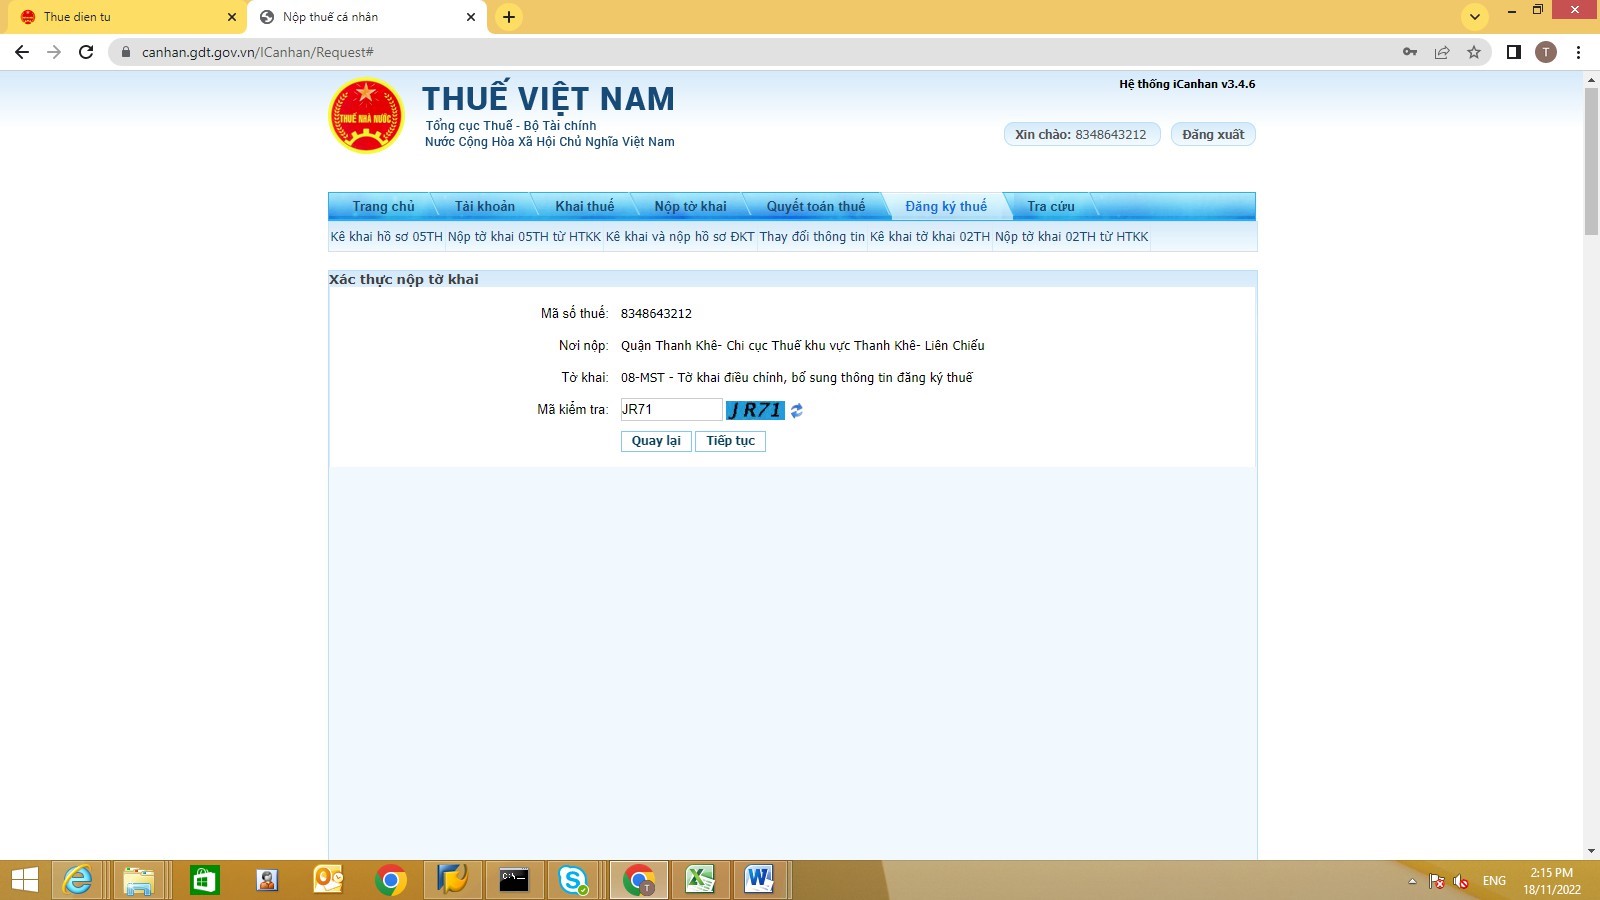 Thue dien tu
Nộp thuế cá nhân
canhan.gdt.gov.vn/ICanhan/Request#
T
THUẾ NHÀ NƯỚC
THUẾ VIỆT NAM
Tổng cục Thuế - Bộ Tài chính
Nước Cộng Hòa Xã Hội Chủ Nghĩa Việt Nam
Hệ thống iCanhan v3.4.6
Xin chào: 8348643212
Đăng xuất
Trang chủ Tài khoản Khai thuế Nộp tờ khai Quyết toán thuế Đăng ký thuế Tra cứu
Kê khai hồ sơ 05TH Nộp tờ khai 05TH từ HTKK Kê khai và nộp hồ sơ ĐKT Thay đổi thông tin Kê khai tờ khai 02TH Nộp tờ khai 02TH từ HTKK
Xác thực nộp tờ khai
Mã số thuế: 8348643212
Nơi nộp: Quận Thanh Khê- Chi cục Thuế khu vực Thanh Khê- Liên Chiểu
Tờ khai: 08-MST - Tờ khai điều chỉnh, bổ sung thông tin đăng ký thuế
Mã kiểm tra: JR71 JR71
Quay lại Tiếp tục
ENG
2:15 PM
18/11/2022